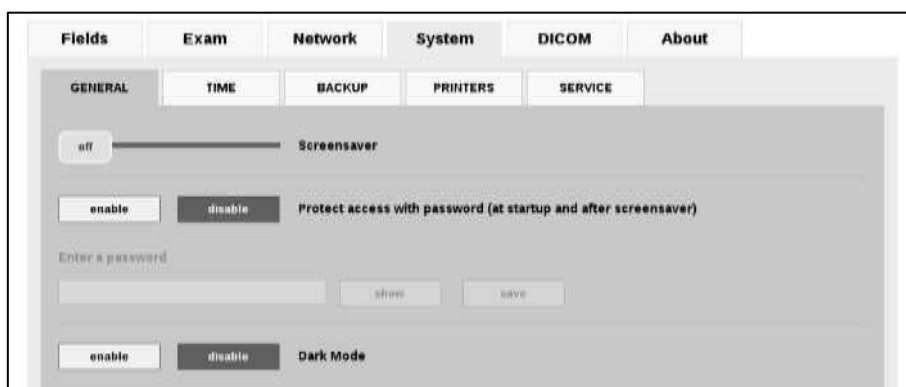 Fields Exam Network System DICOM About
GENERAL TIME BACKUP PRINTERS SERVICE
off Screensaver
enable disable Protect access with password (at startup and after screensaver)
Enter a password
show save
enable disable Dark Mode